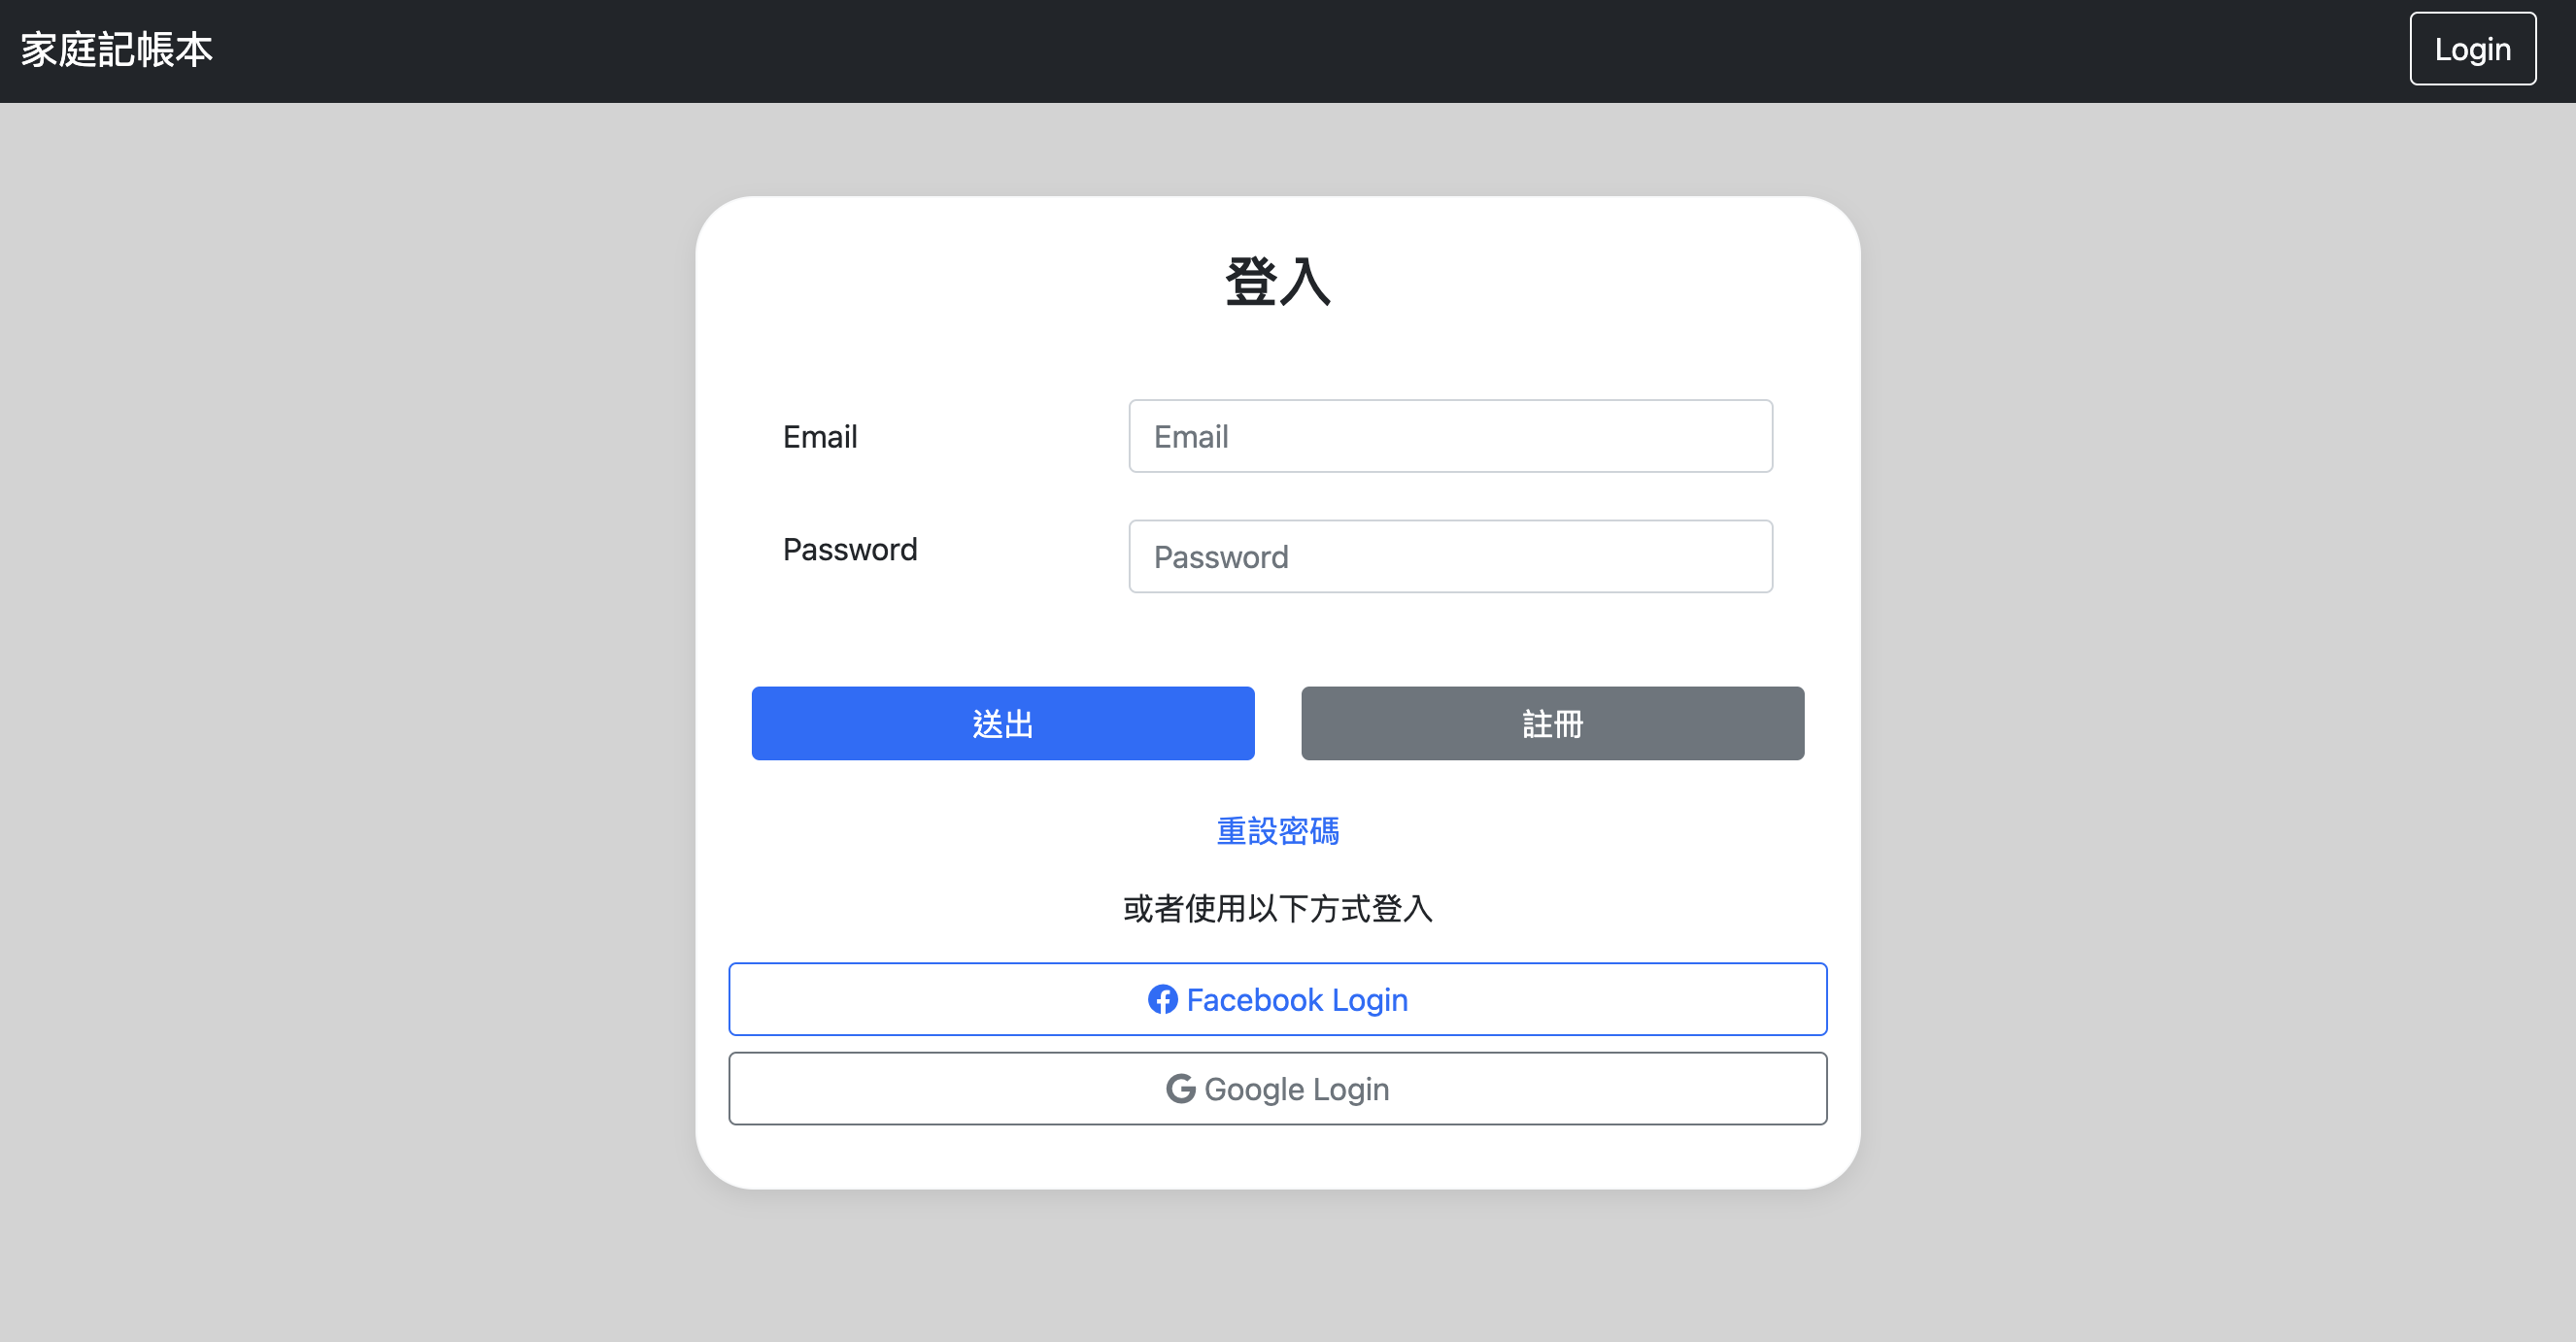 家庭記帳本 Login
登入
Email Email
Password Password
送出 註冊
重設密碼
或者使用以下方式登入
Facebook Login
Google Login